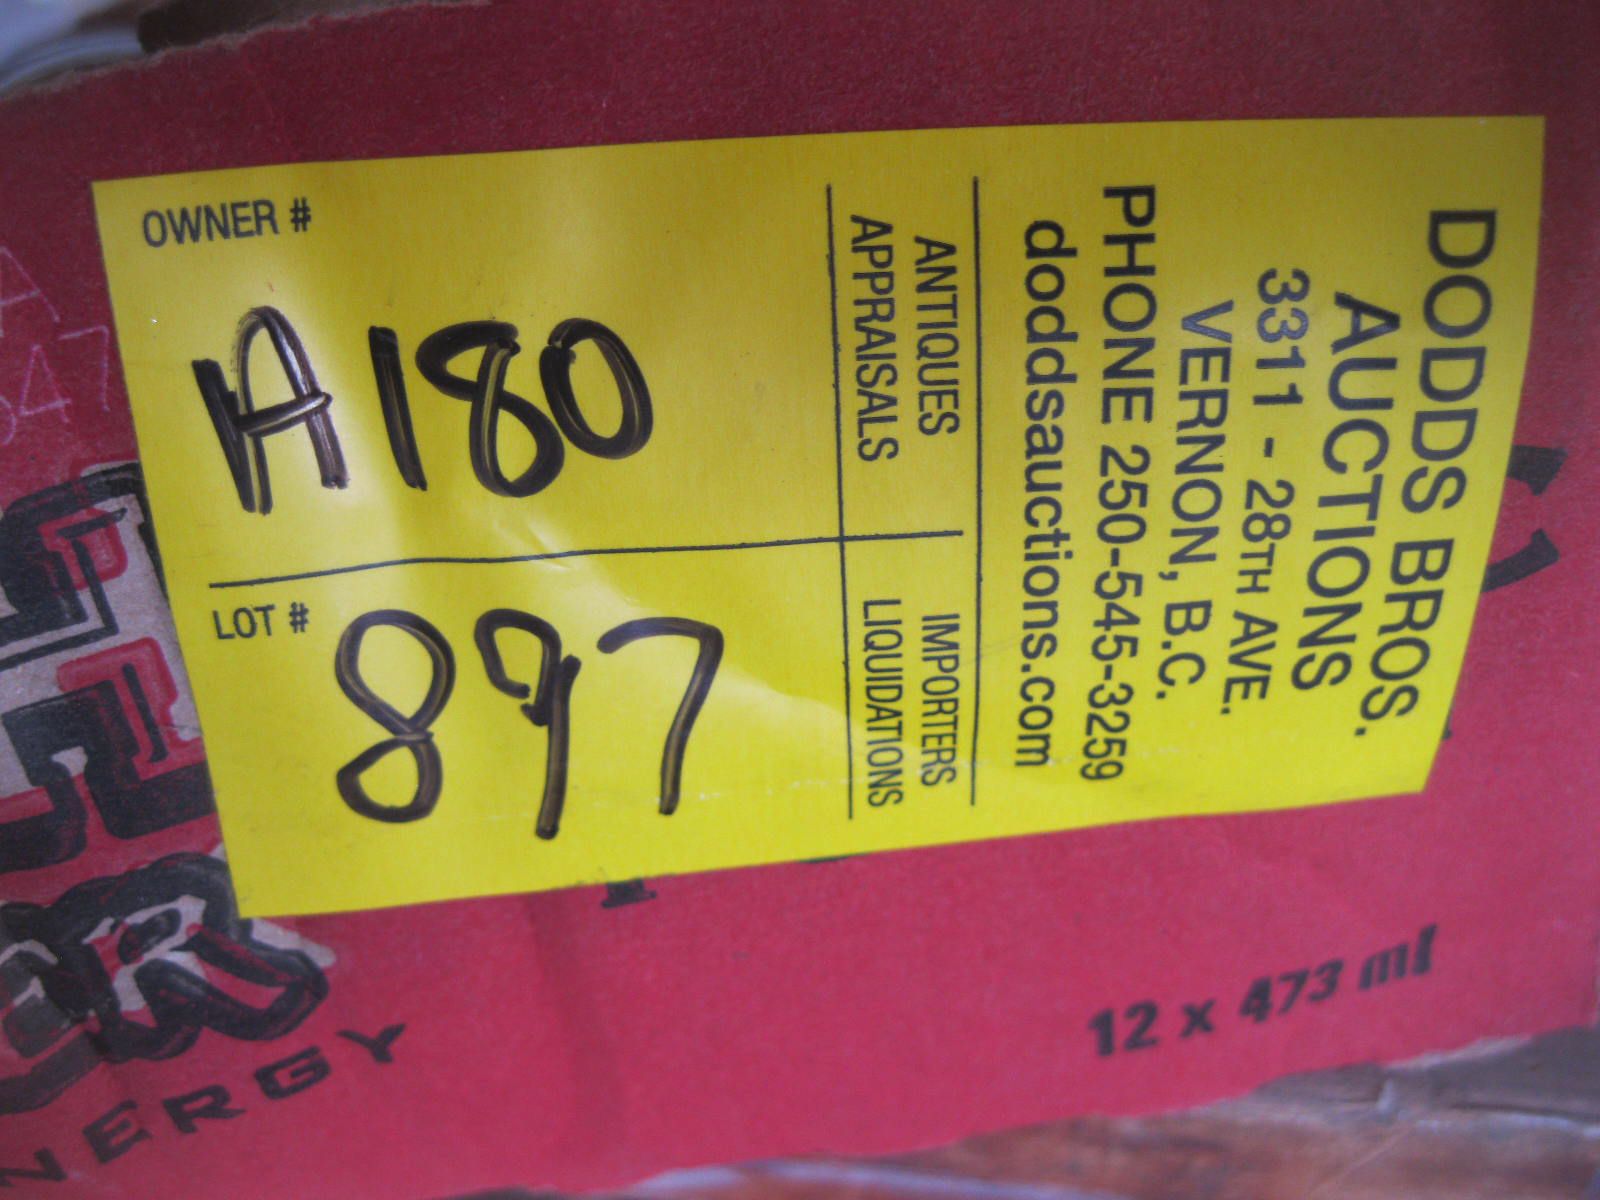 DODDS BROS.
AUCTIONS
3311 - 28TH AVE.
VERNON, B.C.
PHONE 250-545-3259
doddsauctions.com
ANTIQUES
APPRAISALS
IMPORTERS
LIQUIDATIONS
OWNER #
A180
LOT #
897
12 x 473 ml